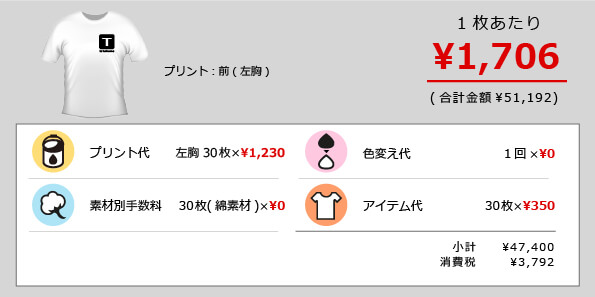 T
プリント：前(左胸)
1枚あたり
¥1,706
(合計金額¥51,192)
プリント代 左胸30枚×¥1,230
色変え代 1回×¥0
素材別手数料 30枚(綿素材)×¥0
アイテム代 30枚×¥350
小計 ¥47,400
消費税 ¥3,792